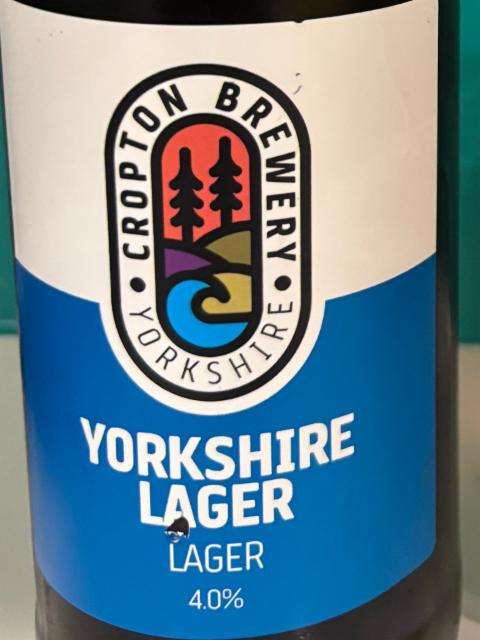 CROPTON BREWERY
• YORKSHIRE •
YORKSHIRE
LAGER
LAGER
4.0%